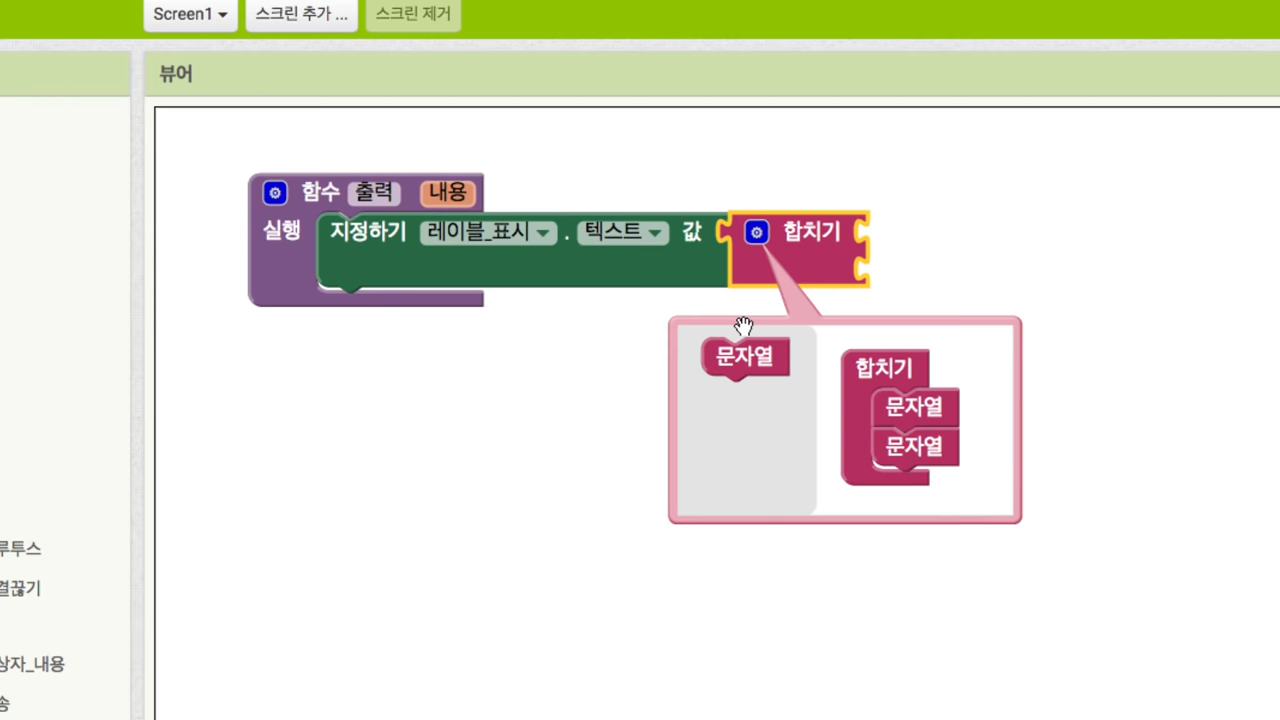 Screen1 스크린 추가 ... 스크린 제거
뷰어
함수 출력 내용
실행 지정하기 레이블_표시 . 텍스트 값 합치기
문자열
합치기
문자열
문자열
루투스
결끊기
상자_내용
송